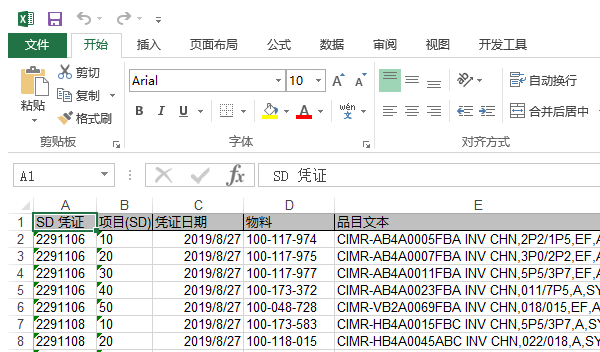 文件 开始 插入 页面布局 公式 数据 审阅 视图 开发工具
剪切
复制
格式刷
粘贴
剪贴板
Arial 10 A A
B I U A wén 文
字体
自动换行
合并后居中
对齐方式
A1 fx SD 凭证
A B C D E
1 SD 凭证 项目(SD) 凭证日期 物料 品目文本
2 2291106 10 2019/8/27 100-117-974 CIMR-AB4A0005FBA INV CHN,2P2/1P5,EF,A
3 2291106 20 2019/8/27 100-117-975 CIMR-AB4A0007FBA INV CHN,3P0/2P2,EF,
4 2291106 30 2019/8/27 100-117-977 CIMR-AB4A0011FBA INV CHN,5P5/3P7,EF,A
5 2291106 40 2019/8/27 100-173-372 CIMR-AB4A0023FBA INV CHN,011/7P5,A,SY
6 2291106 50 2019/8/27 100-048-728 CIMR-VB2A0069FBA INV CHN,018/015,EF,A
7 2291108 10 2019/8/27 100-173-583 CIMR-HB4A0015FBC INV CHN,5P5/3P7,A,S
8 2291108 20 2019/8/27 100-118-015 CIMR-HB4A0045ABC INV CHN,022/018,A,SY